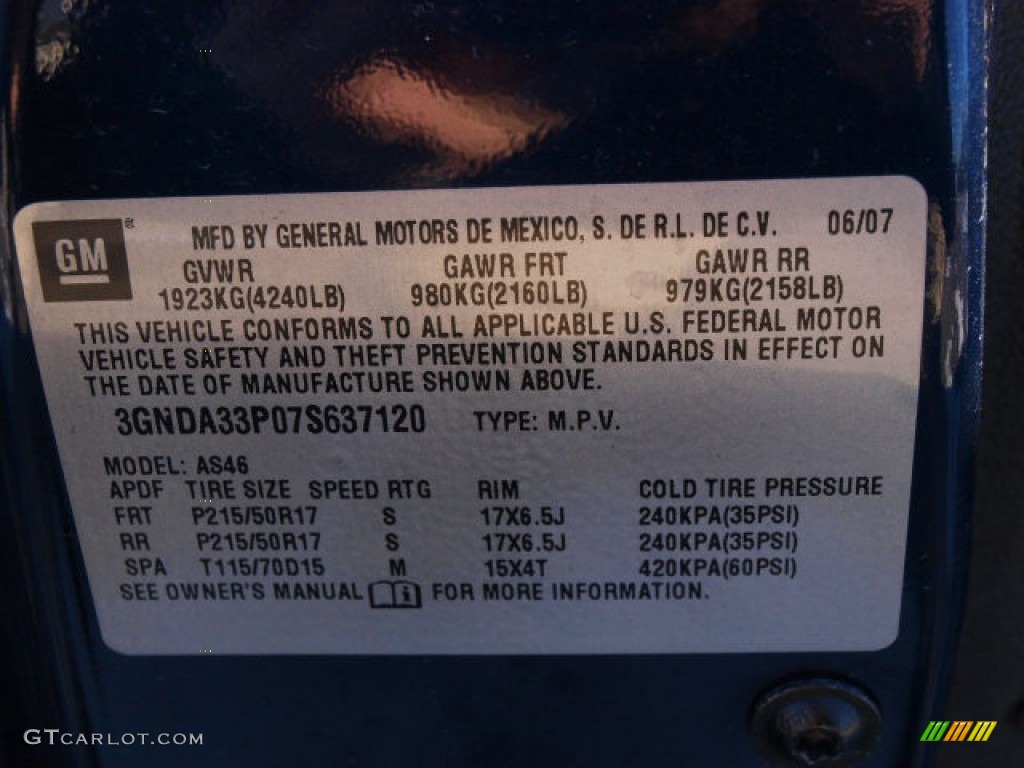 GM
MFD BY GENERAL MOTORS DE MEXICO, S. DE R.L. DE C.V. 06/07
GVWR GAWR FRT GAWR RR
1923KG(4240LB) 980KG(2160LB) 979KG(2158LB)
THIS VEHICLE CONFORMS TO ALL APPLICABLE U.S. FEDERAL MOTOR
VEHICLE SAFETY AND THEFT PREVENTION STANDARDS IN EFFECT ON
THE DATE OF MANUFACTURE SHOWN ABOVE.
3GNDA33P07S637120 TYPE: M.P.V.
MODEL: AS46
APDF TIRE SIZE SPEED RTG RIM COLD TIRE PRESSURE
FRT P215/50R17 S 17X6.5J 240KPA(35PSI)
RR P215/50R17 S 17X6.5J 240KPA(35PSI)
SPA T115/70D15 M 15X4T 420KPA(60PSI)
SEE OWNER'S MANUAL i FOR MORE INFORMATION.
GTCARLOT.COM